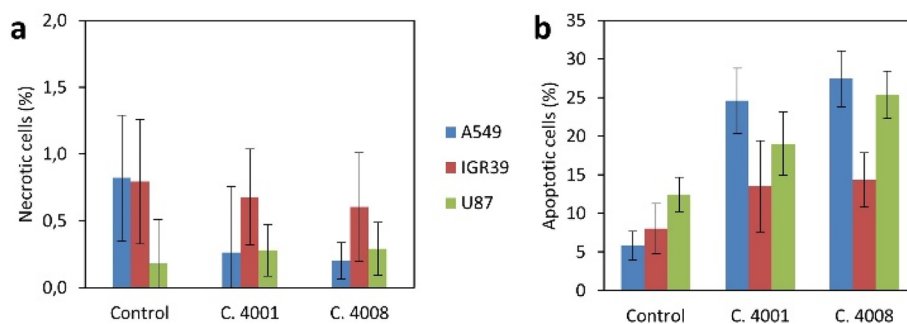 a
Necrotic cells (%)
2,0
1,5
1,0
0,5
0,0
Control
C. 4001
C. 4008
A549
IGR39
U87
b
Apoptotic cells (%)
35
30
25
20
15
10
5
0
Control
C. 4001
C. 4008